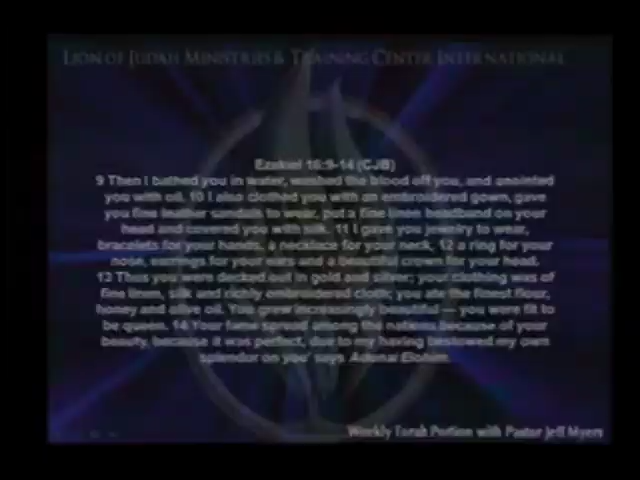 LION OF JUDAH MINISTRIES & TRAINING CENTER INTERNATIONAL
Ezekiel 16:9-14 (CJB)
9 Then I bathed you in water, washed the blood off you, and anointed
you with oil. 10 I also clothed you with an embroidered gown, gave
you fine leather sandals to wear, put a fine linen headband on your
head and covered you with silk. 11 I gave you jewelry to wear,
bracelets for your hands, a necklace for your neck, 12 a ring for your
nose, earrings for your ears and a beautiful crown for your head.
13 Thus you were decked out in gold and silver; your clothing was of
fine linen, silk and richly embroidered cloth; you ate the finest flour,
honey and olive oil. You grew increasingly beautiful — you were fit to
be queen. 14 Your fame spread among the nations because of your
beauty, because it was perfect, due to my having bestowed my own
splendor on you' says Adonai Elohim.
Weekly Torah Portion with Pastor Jeff Myers